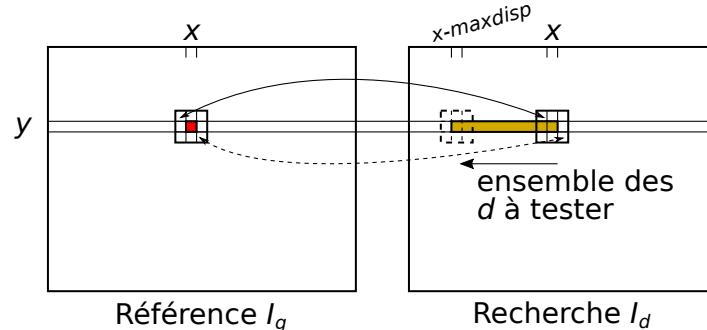 x
x-maxdisp
x
y
ensemble des
d à tester
Référence I_g
Recherche I_d